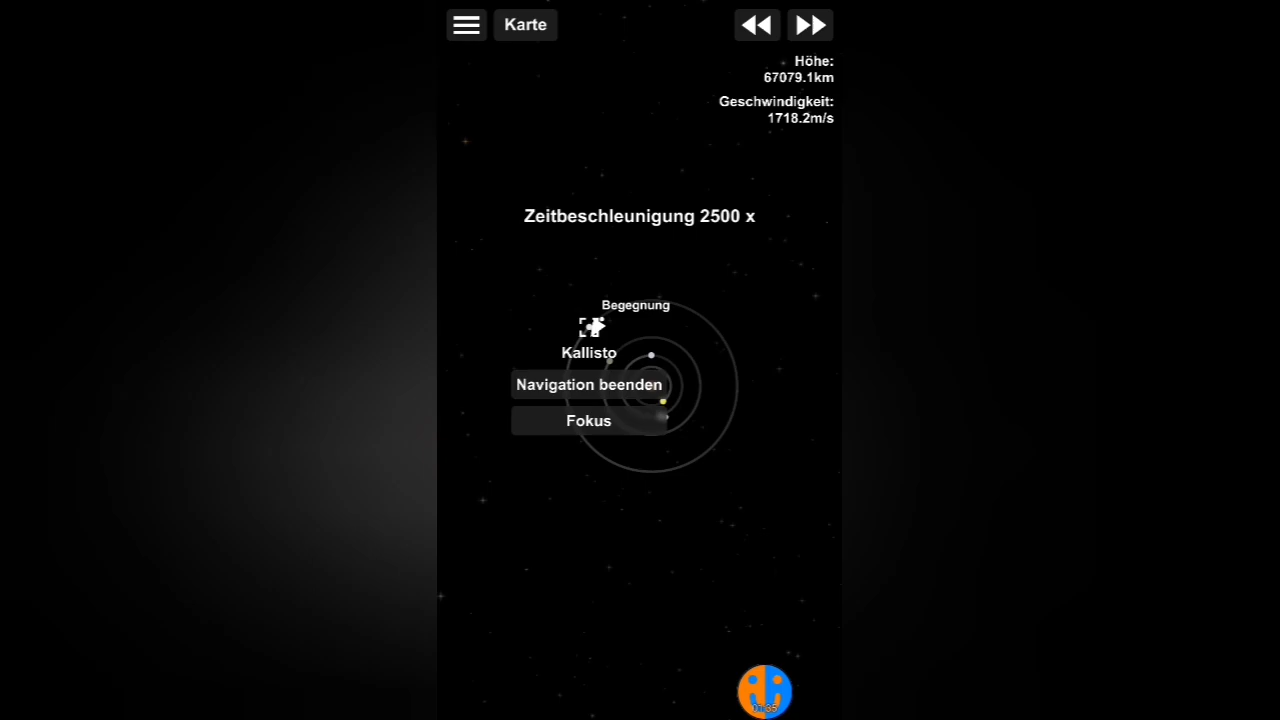 Karte
Höhe:
67079.1km
Geschwindigkeit:
1718.2m/s
Zeitbeschleunigung 2500 x
Begegnung
Kallisto
Navigation beenden
Fokus